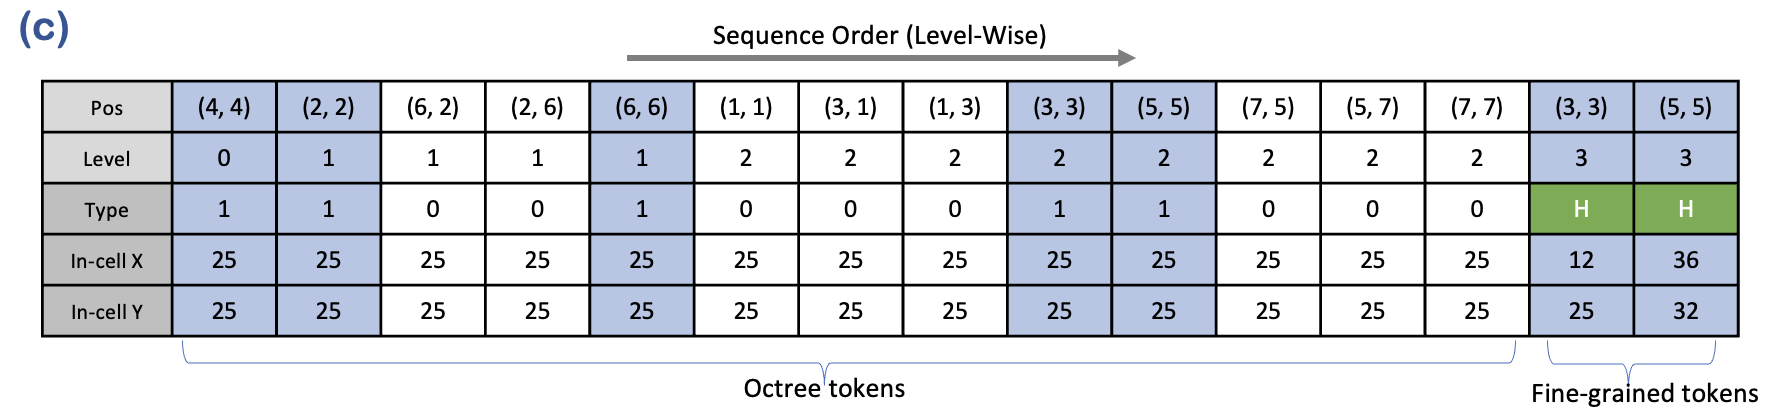 (c)
Sequence Order (Level-Wise)
Pos (4, 4) (2, 2) (6, 2) (2, 6) (6, 6) (1, 1) (3, 1) (1, 3) (3, 3) (5, 5) (7, 5) (5, 7) (7, 7) (3, 3) (5, 5)
Level 0 1 1 1 1 2 2 2 2 2 2 2 2 3 3
Type 1 1 0 0 1 0 0 0 1 1 0 0 0 H H
In-cell X 25 25 25 25 25 25 25 25 25 25 25 25 25 12 36
In-cell Y 25 25 25 25 25 25 25 25 25 25 25 25 25 25 32
Octree tokens
Fine-grained tokens